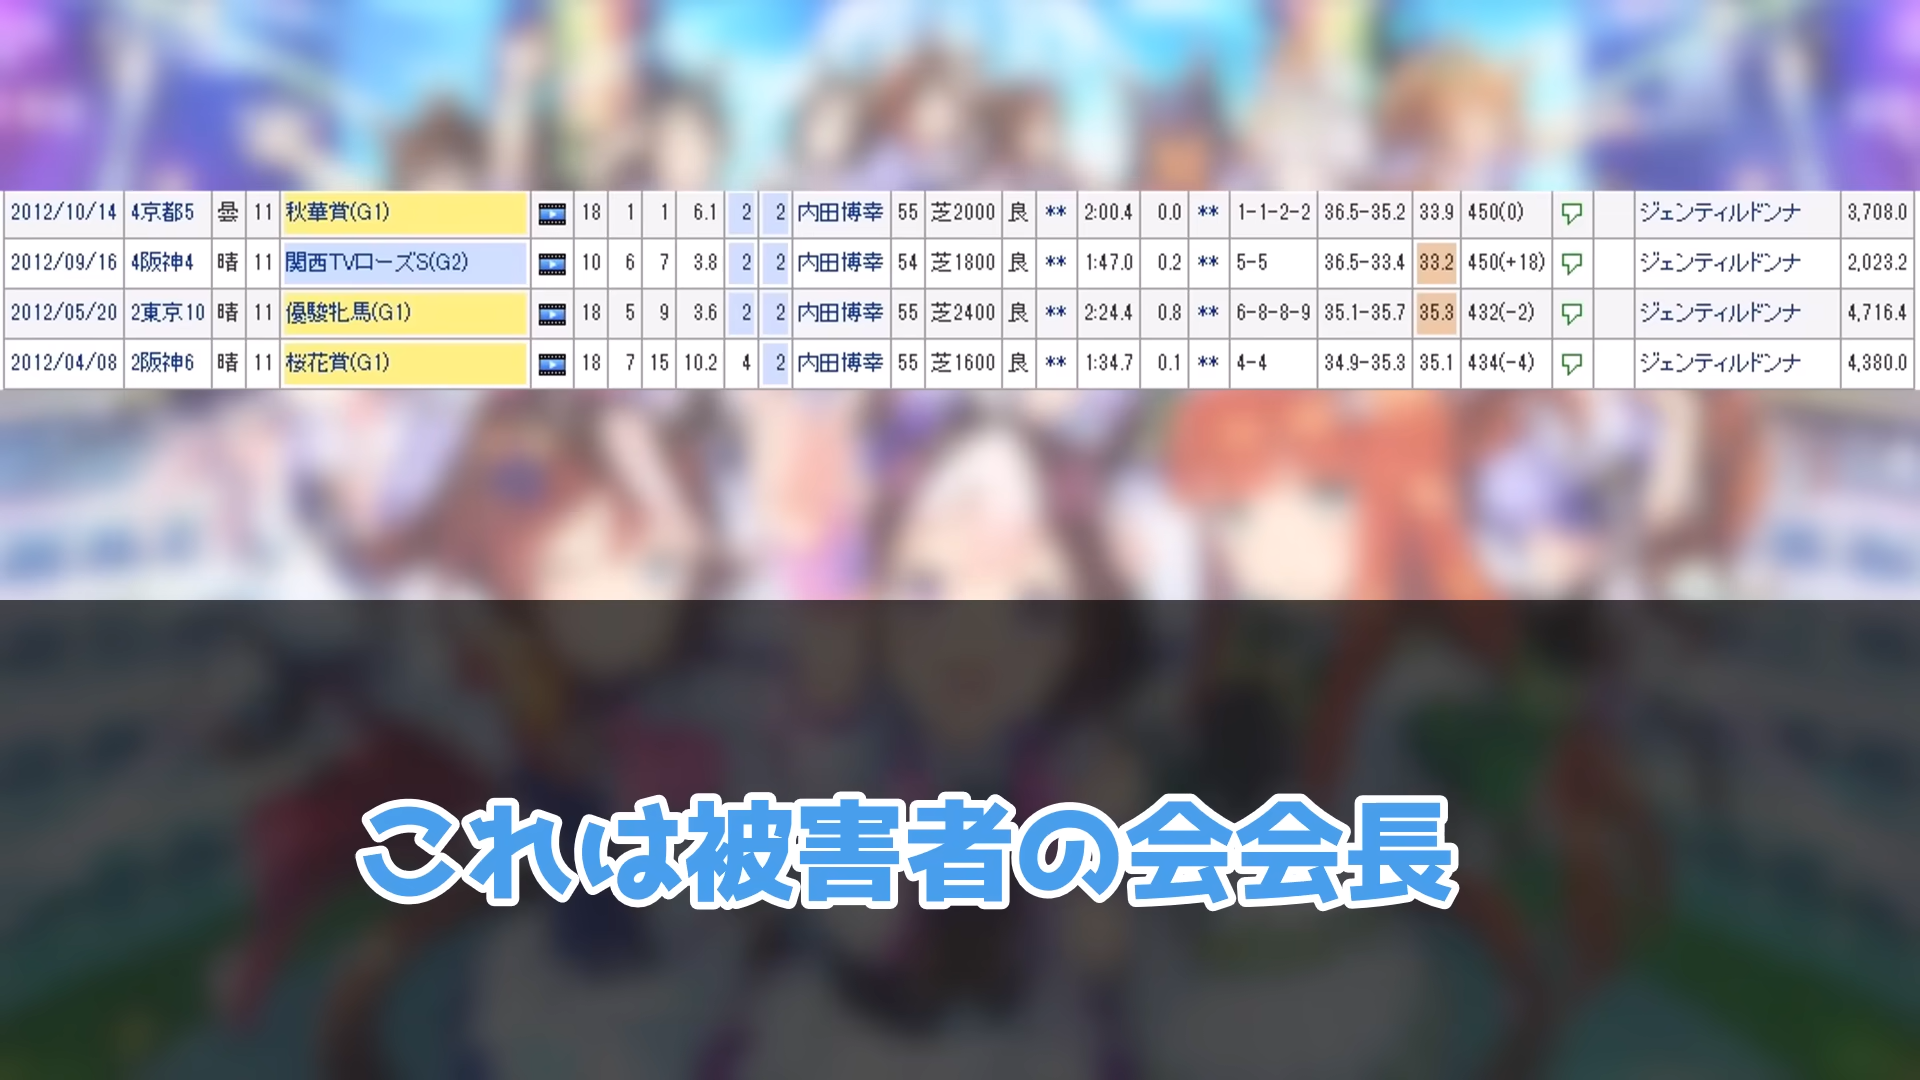 2012/10/14 4京都5 曇 11 秋華賞(G1) 18 1 1 6.1 2 2 内田博幸 55 芝2000 良 ** 2:00.4 0.0 ** 1-1-2-2 36.5-35.2 33.9 450(0) ジェンティルドンナ 3,708.0
2012/09/16 4阪神4 晴 11 関西TVローズS(G2) 10 6 7 3.8 2 2 内田博幸 54 芝1800 良 ** 1:47.0 0.2 ** 5-5 36.5-33.4 33.2 450(+18) ジェンティルドンナ 2,023.2
2012/05/20 2東京10 晴 11 優駿牝馬(G1) 18 5 9 3.6 2 2 内田博幸 55 芝2400 良 ** 2:24.4 0.8 ** 6-8-8-9 35.1-35.7 35.3 432(-2) ジェンティルドンナ 4,716.4
2012/04/08 2阪神6 晴 11 桜花賞(G1) 18 7 15 10.2 4 2 内田博幸 55 芝1600 良 ** 1:34.7 0.1 ** 4-4 34.9-35.3 35.1 434(-4) ジェンティルドンナ 4,380.0
これは被害者の会会長